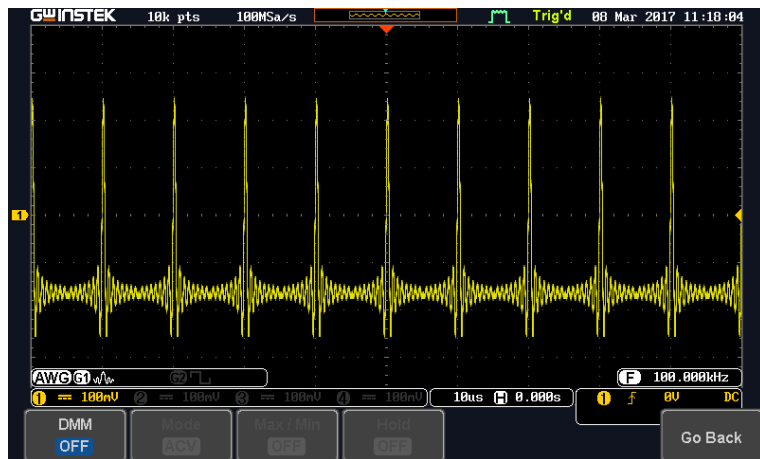 GWINSTEK 10k pts 100MSa/s Trig'd 08 Mar 2017 11:18:04
1
AWG G1 G2 F 100.000kHz
1 100mV 2 100mV 3 100mV 4 100mV 10us H 0.000s 1 0V DC
DMM Mode Max / Min Hold
OFF ACV OFF OFF Go Back